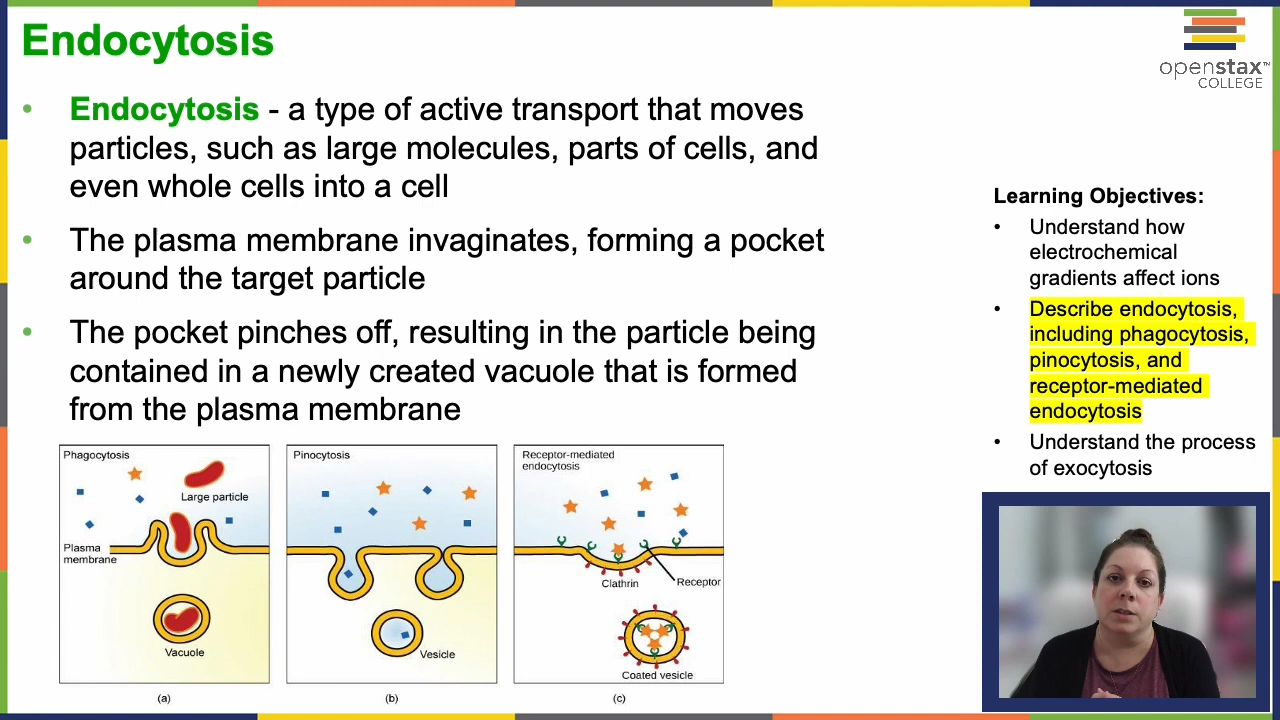 Endocytosis
openstax™
COLLEGE
• Endocytosis - a type of active transport that moves
particles, such as large molecules, parts of cells, and
even whole cells into a cell
• The plasma membrane invaginates, forming a pocket
around the target particle
• The pocket pinches off, resulting in the particle being
contained in a newly created vacuole that is formed
from the plasma membrane
Learning Objectives:
• Understand how
electrochemical
gradients affect ions
• Describe endocytosis,
including phagocytosis,
pinocytosis, and
receptor-mediated
endocytosis
• Understand the process
of exocytosis
Phagocytosis
Large particle
Plasma
membrane
Vacuole
(a)
Pinocytosis
Vesicle
(b)
Receptor-mediated
endocytosis
Clathrin
Receptor
Coated vesicle
(c)